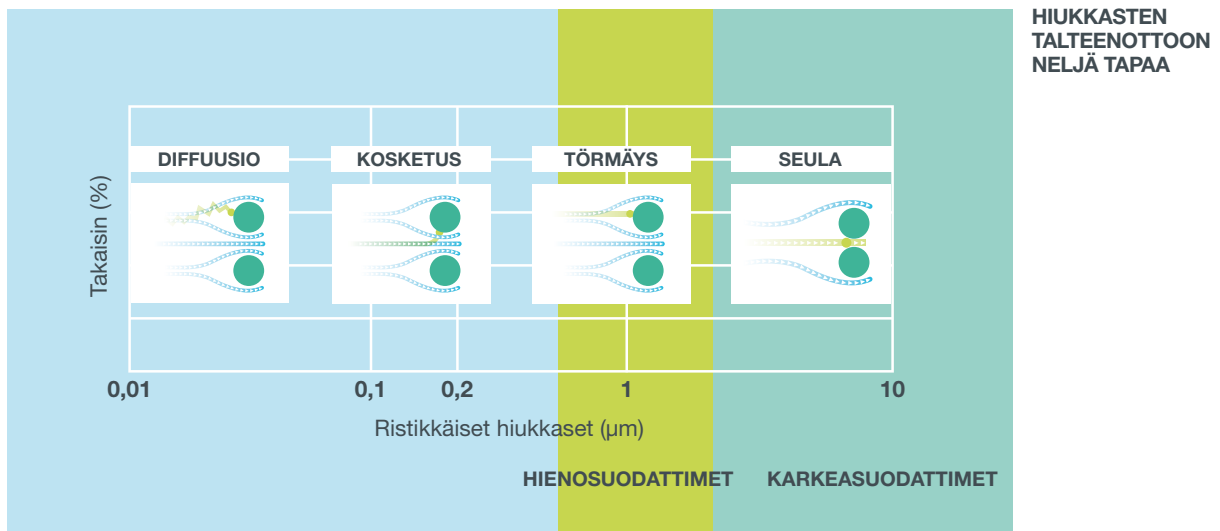 HIUKKASTEN
TALTEENOTTOON
NELJÄ TAPAA
DIFFUUSIO
KOSKETUS
TÖRMÄYS
SEULA
Takaisin (%)
0,01
0,1
0,2
1
10
Ristikkäiset hiukkaset (µm)
HIENOSUODATTIMET
KARKEASUODATTIMET